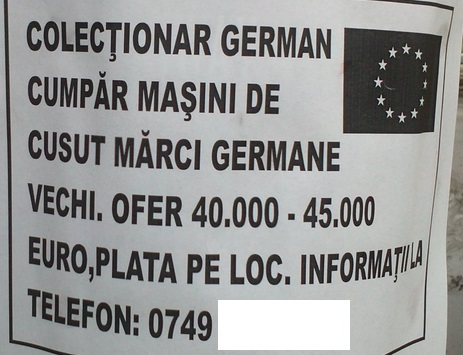 COLECŢIONAR GERMAN
CUMPĂR MAŞINI DE
CUSUT MĂRCI GERMANE
VECHI. OFER 40.000 - 45.000
EURO,PLATA PE LOC. INFORMAŢII LA
TELEFON: 0749